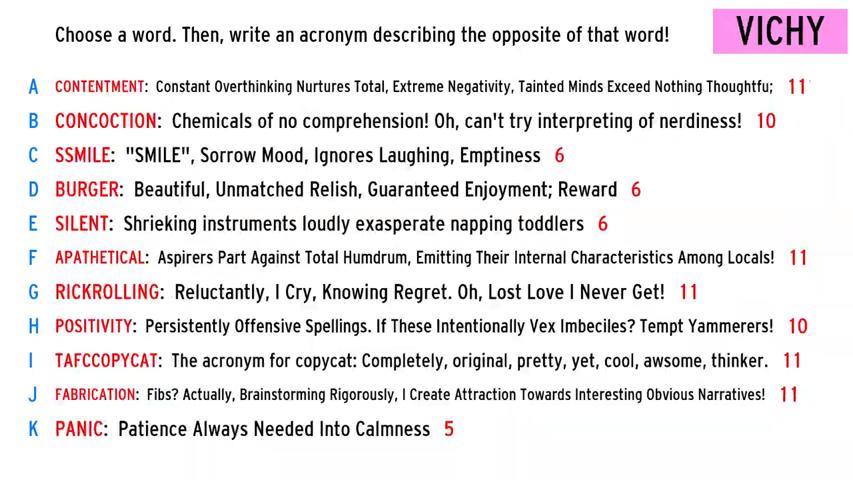 Choose a word. Then, write an acronym describing the opposite of that word!
VICHY
A CONTENTMENT: Constant Overthinking Nurtures Total, Extreme Negativity, Tainted Minds Exceed Nothing Thoughtfu; 11
B CONCOCTION: Chemicals of no comprehension! Oh, can't try interpreting of nerdiness! 10
C SSMILE: "SMILE", Sorrow Mood, Ignores Laughing, Emptiness 6
D BURGER: Beautiful, Unmatched Relish, Guaranteed Enjoyment; Reward 6
E SILENT: Shrieking instruments loudly exasperate napping toddlers 6
F APATHETICAL: Aspirers Part Against Total Humdrum, Emitting Their Internal Characteristics Among Locals! 11
G RICKROLLING: Reluctantly, I Cry, Knowing Regret. Oh, Lost Love I Never Get! 11
H POSITIVITY: Persistently Offensive Spellings. If These Intentionally Vex Imbeciles? Tempt Yammerers! 10
I TAFCCOPYCAT: The acronym for copycat: Completely, original, pretty, yet, cool, awsome, thinker. 11
J FABRICATION: Fibs? Actually, Brainstorming Rigorously, I Create Attraction Towards Interesting Obvious Narratives! 11
K PANIC: Patience Always Needed Into Calmness 5